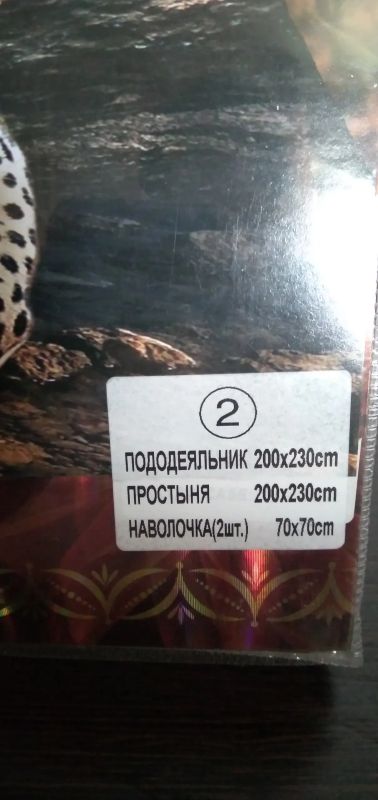 2
ПОДОДЕЯЛЬНИК 200x230cm
ПРОСТЫНЯ 200x230cm
НАВОЛОЧКА(2шт.) 70x70cm